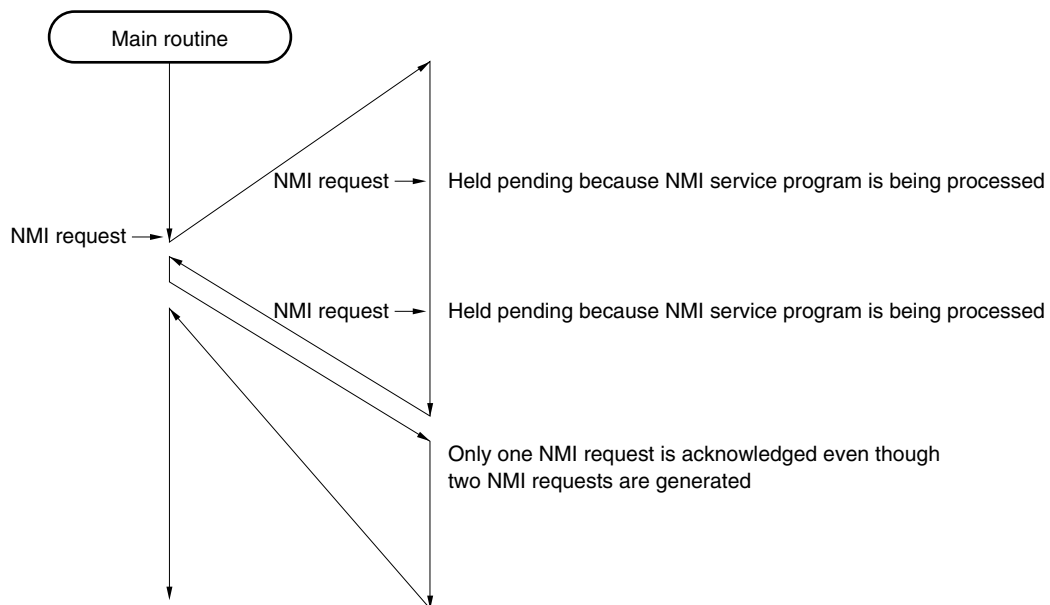 Main routine
NMI request
Held pending because NMI service program is being processed
NMI request
NMI request
Held pending because NMI service program is being processed
Only one NMI request is acknowledged even though
two NMI requests are generated